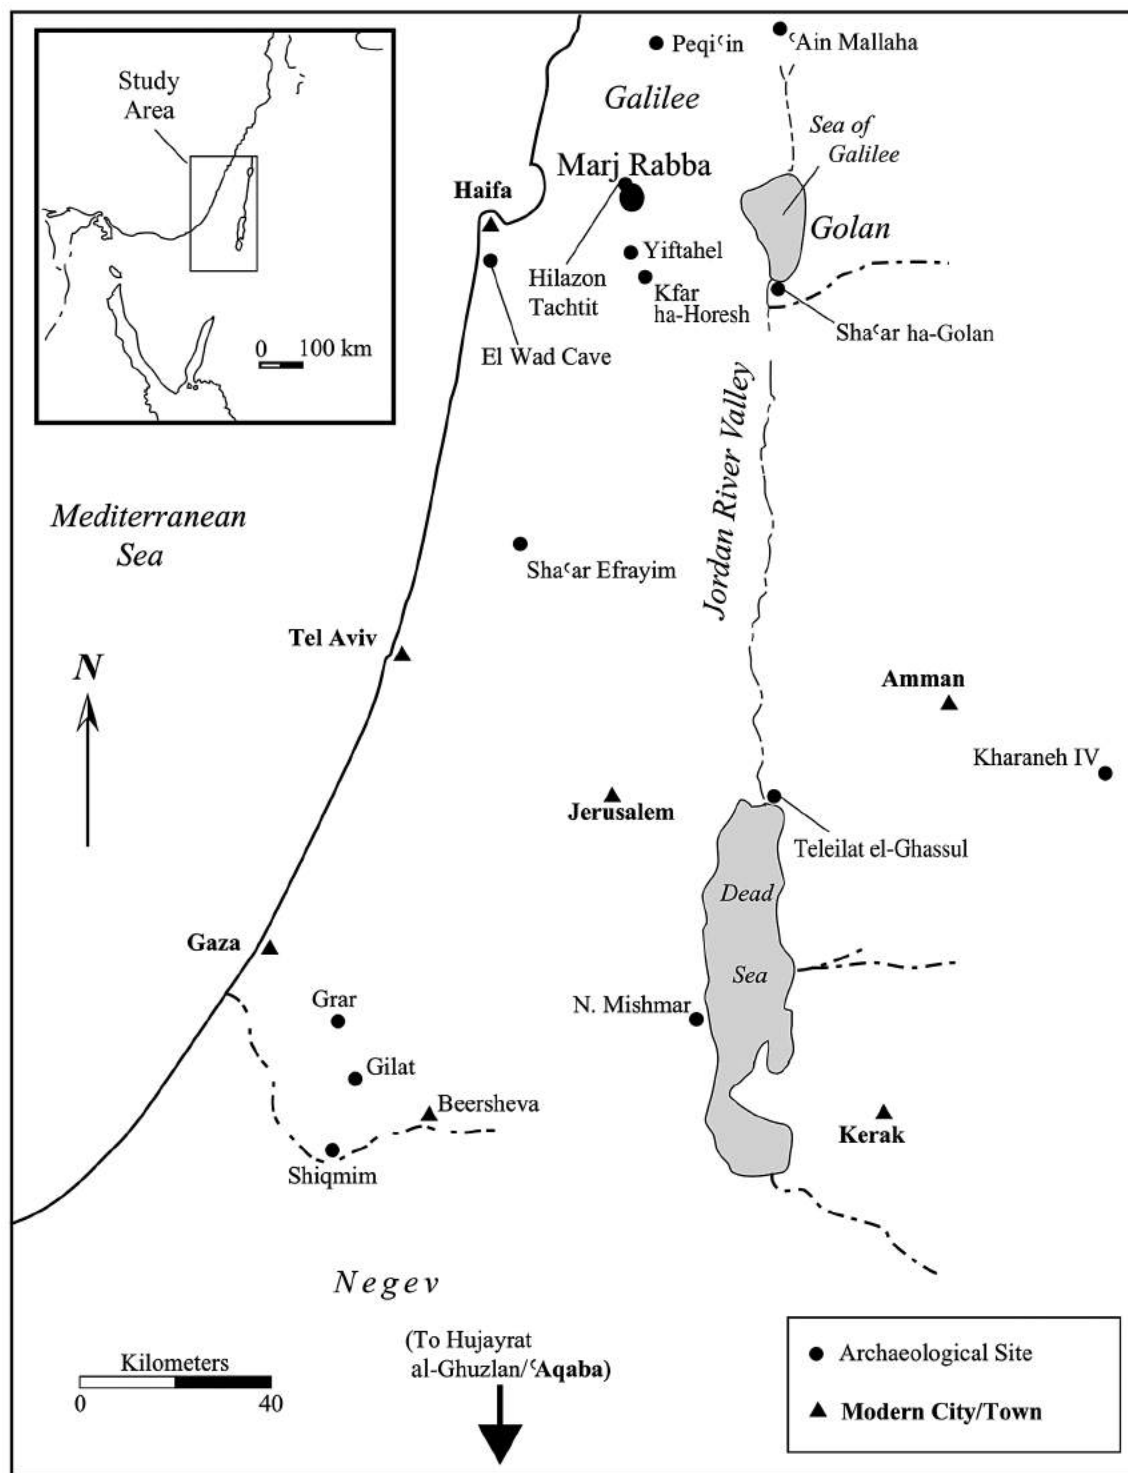 Study
Area
0 100 km
Peqiʿin
ʿAin Mallaha
Galilee
Sea of
Galilee
Marj Rabba
Haifa
Golan
Yiftahel
Hilazon
Tachtit
Kfar
ha-Horesh
Shaʿar ha-Golan
El Wad Cave
Jordan River Valley
Mediterranean
Sea
Shaʿar Efrayim
Tel Aviv
N
Amman
Kharaneh IV
Jerusalem
Teleilat el-Ghassul
Dead
Sea
Gaza
Grar
N. Mishmar
Gilat
Beersheva
Kerak
Shiqmim
Negev
(To Hujayrat
al-Ghuzlan/ʿAqaba)
Kilometers
0 40
Archaeological Site
Modern City/Town